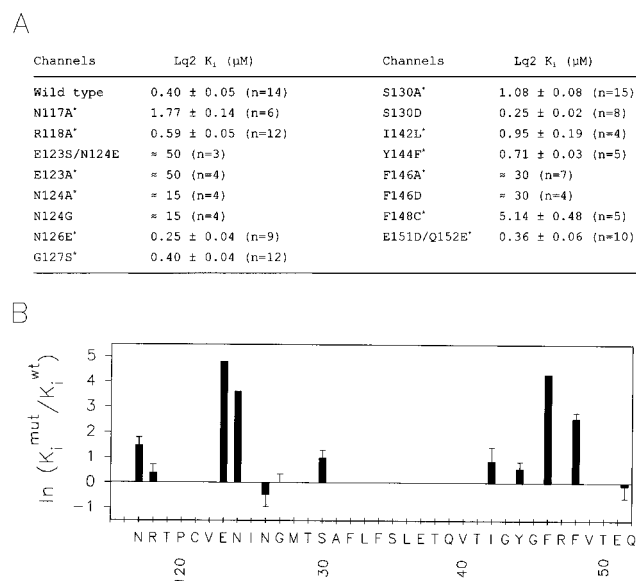 A
Channels Lq2 Ki (μM) Channels Lq2 Ki (μM)
Wild type 0.40 ± 0.05 (n=14) S130A* 1.08 ± 0.08 (n=15)
N117A* 1.77 ± 0.14 (n=6) S130D 0.25 ± 0.02 (n=8)
R118A* 0.59 ± 0.05 (n=12) I142L* 0.95 ± 0.19 (n=4)
E123S/N124E ≈ 50 (n=3) Y144F* 0.71 ± 0.03 (n=5)
E123A* ≈ 50 (n=4) F146A* ≈ 30 (n=7)
N124A* ≈ 15 (n=4) F146D ≈ 30 (n=4)
N124G ≈ 15 (n=4) F148C* 5.14 ± 0.48 (n=5)
N126E* 0.25 ± 0.04 (n=9) E151D/Q152E* 0.36 ± 0.06 (n=10)
G127S* 0.40 ± 0.04 (n=12)
B
ln (Ki^mut/Ki^wt)
5
4
3
2
1
0
-1
N R T P C V E N I N G M T S A F L F S L E T Q V T I G Y G F R F V T E Q
120
30
40
50